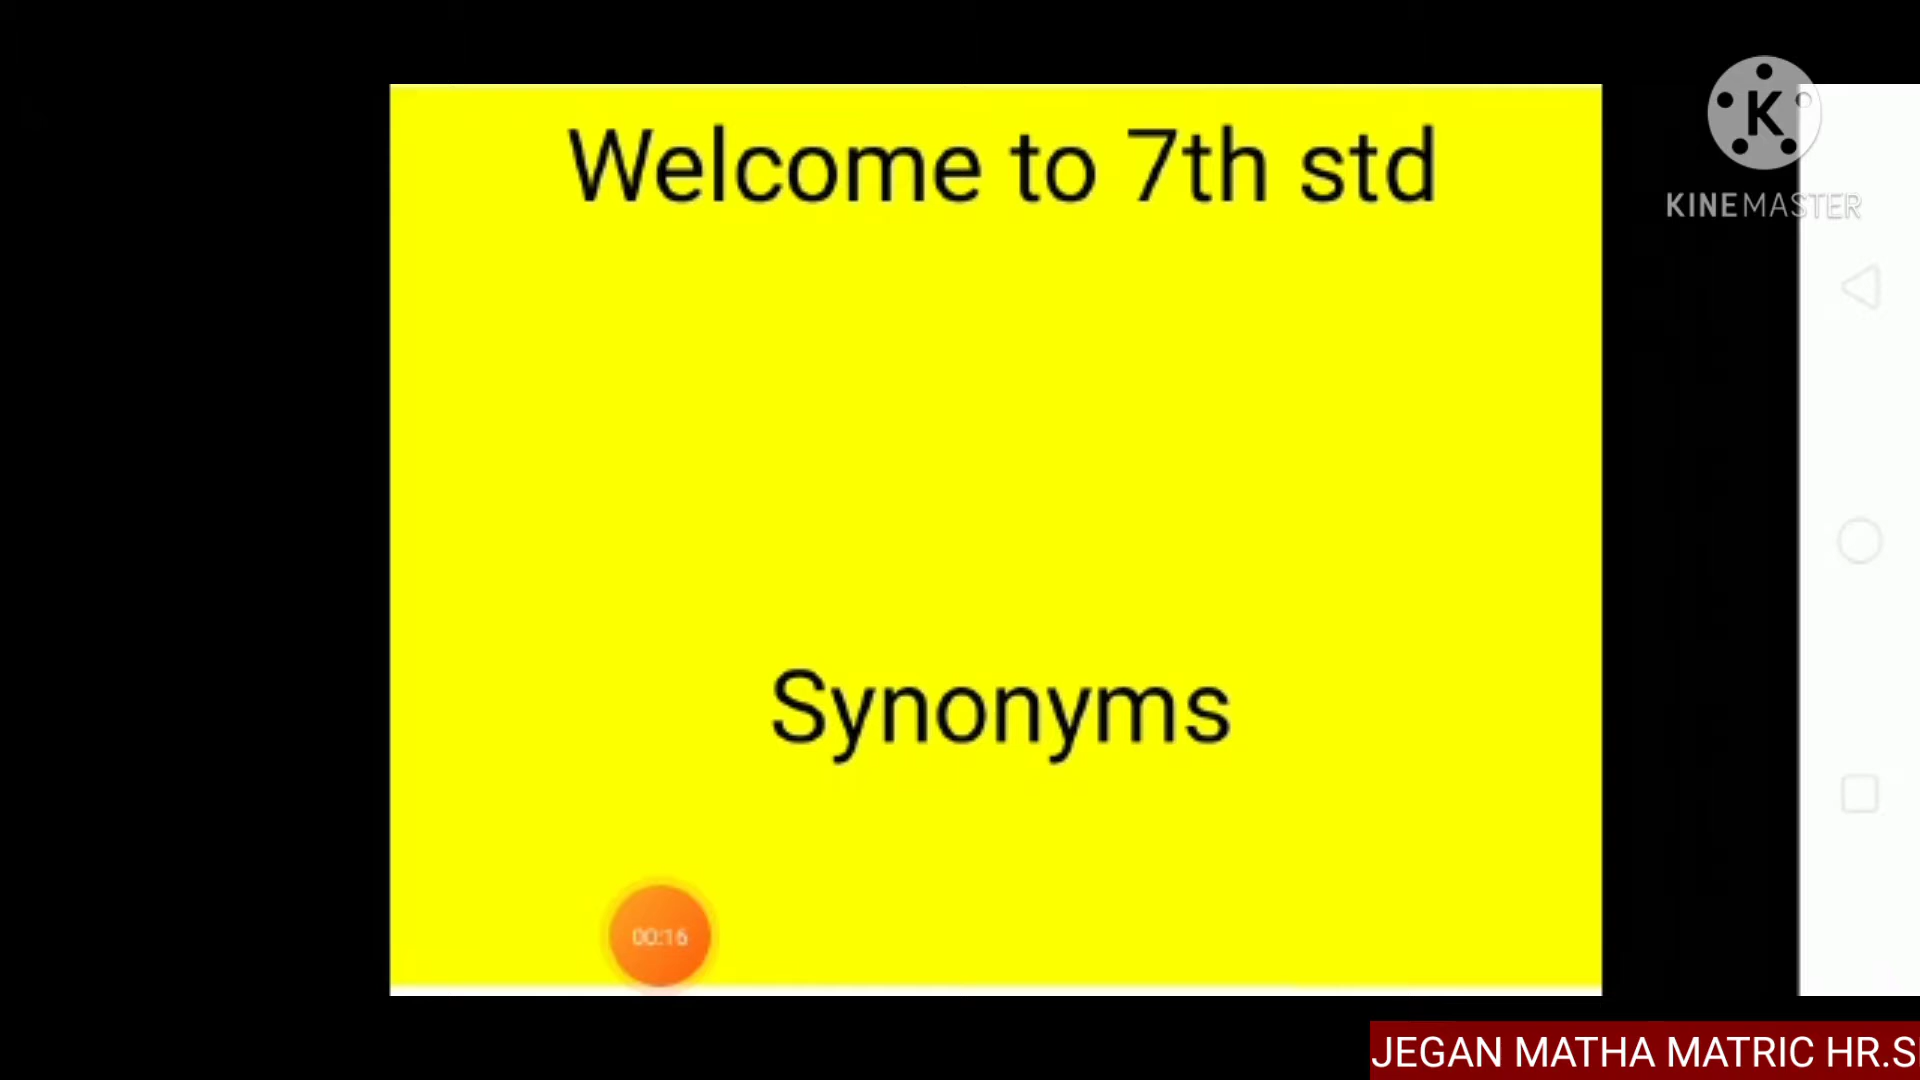 Welcome to 7th std
K
KINEMASTER
Synonyms
00:16
JEGAN MATHA MATRIC HR.S